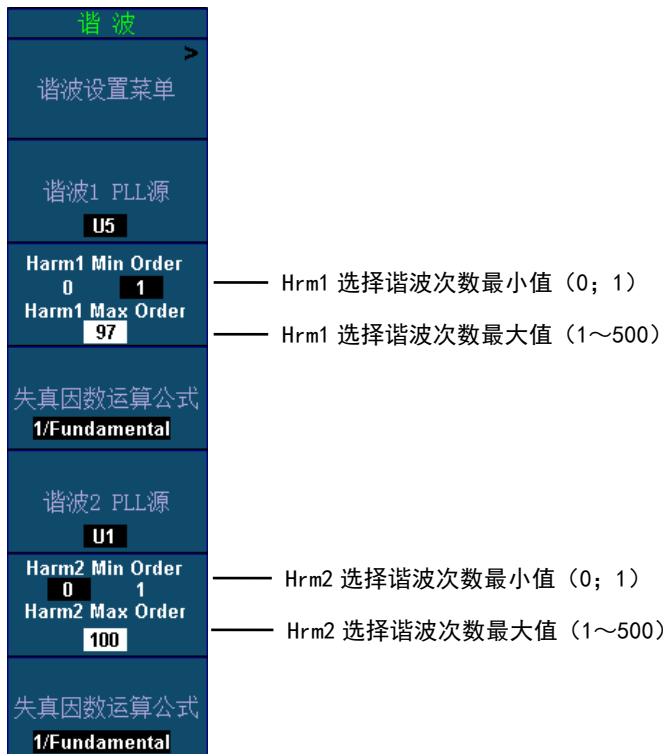 谐 波
>
谐波设置菜单
谐波1 PLL源
U5
Harm1 Min Order
0 1
Hrm1 选择谐波次数最小值（0；1）
Harm1 Max Order
97
Hrm1 选择谐波次数最大值（1～500）
失真因数运算公式
1/Fundamental
谐波2 PLL源
U1
Harm2 Min Order
0 1
Hrm2 选择谐波次数最小值（0；1）
Harm2 Max Order
100
Hrm2 选择谐波次数最大值（1～500）
失真因数运算公式
1/Fundamental